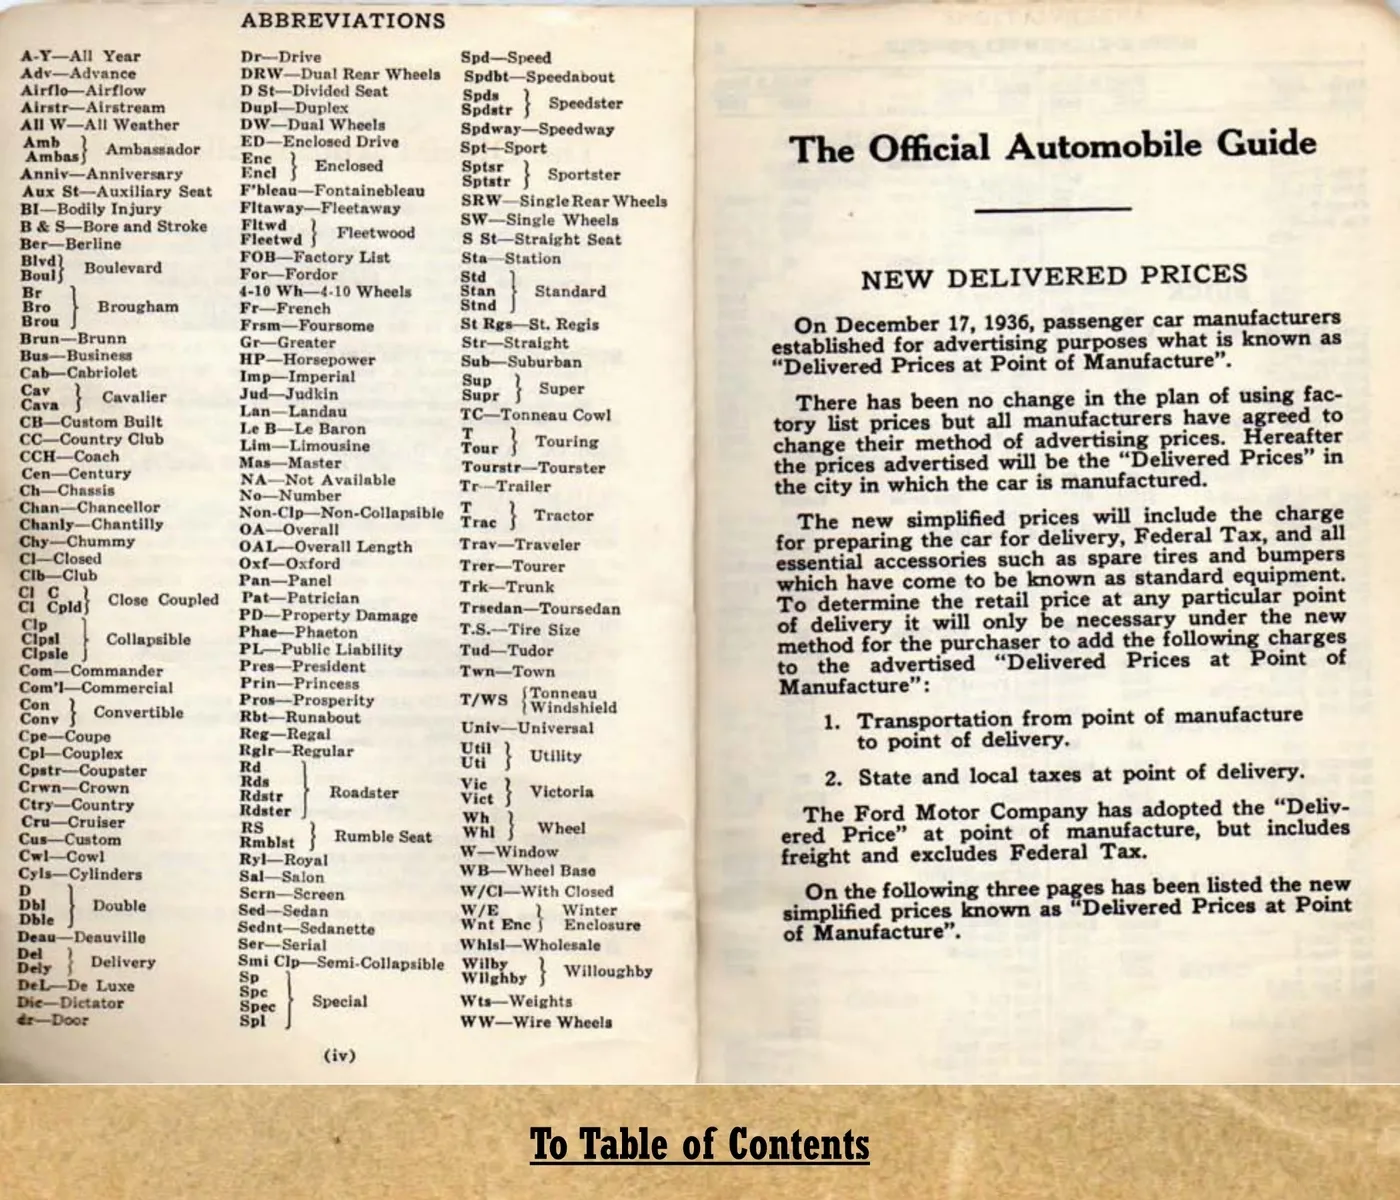 ABBREVIATIONS
A-Y—All Year
Adv—Advance
Airflo—Airflow
Airstr—Airstream
All W—All Weather
Amb
Ambas} Ambassador
Anniv—Anniversary
Aux St—Auxiliary Seat
BI—Bodily Injury
B & S—Bore and Stroke
Ber—Berline
Blvd
Boul} Boulevard
Br
Bro } Brougham
Brou
Brun—Brunn
Bus—Business
Cab—Cabriolet
Cav
Cava } Cavalier
CB—Custom Built
CC—Country Club
CCH—Coach
Cen—Century
Ch—Chassis
Chan—Chancellor
Chanly—Chantilly
Chy—Chummy
Cl—Closed
Clb—Club
Cl C
Cl Cpld} Close Coupled
Clp
Clpsl } Collapsible
Clpsle
Com—Commander
Com'l—Commercial
Con
Conv } Convertible
Cpe—Coupe
Cpl—Couplex
Cpstr—Coupster
Crwn—Crown
Ctry—Country
Cru—Cruiser
Cus—Custom
Cwl—Cowl
Cyls—Cylinders
D
Dbl } Double
Dble
Deau—Deauville
Del
Dely } Delivery
DeL—De Luxe
Dic—Dictator
dr—Door
Dr—Drive
DRW—Dual Rear Wheels
D St—Divided Seat
Dupl—Duplex
DW—Dual Wheels
ED—Enclosed Drive
Enc
Encl } Enclosed
F'bleau—Fontainebleau
Fltaway—Fleetaway
Fltwd
Fleetwd } Fleetwood
FOB—Factory List
For—Fordor
4-10 Wh—4-10 Wheels
Fr—French
Frsm—Foursome
Gr—Greater
HP—Horsepower
Imp—Imperial
Jud—Judkin
Lan—Landau
Le B—Le Baron
Lim—Limousine
Mas—Master
NA—Not Available
No—Number
Non-Clp—Non-Collapsible
OA—Overall
OAL—Overall Length
Oxf—Oxford
Pan—Panel
Pat—Patrician
PD—Property Damage
Phae—Phaeton
PL—Public Liability
Pres—President
Prin—Princess
Pros—Prosperity
Rbt—Runabout
Reg—Regal
Rglr—Regular
Rd
Rds
Rdstr } Roadster
Rdster
RS
Rmblst } Rumble Seat
Ryl—Royal
Sal—Salon
Scrn—Screen
Sed—Sedan
Sednt—Sedanette
Ser—Serial
Smi Clp—Semi-Collapsible
Sp
Spc
Spec } Special
Spl
Spd—Speed
Spdbt—Speedabout
Spds
Spdstr } Speedster
Spdway—Speedway
Spt—Sport
Sptsr
Sptstr } Sportster
SRW—Single Rear Wheels
SW—Single Wheels
S St—Straight Seat
Sta—Station
Std
Stan } Standard
Stnd
St Rgs—St. Regis
Str—Straight
Sub—Suburban
Sup
Supr } Super
TC—Tonneau Cowl
T
Tour } Touring
Tourstr—Tourster
Tr—Trailer
T
Trac } Tractor
Trav—Traveler
Trer—Tourer
Trk—Trunk
Trsedan—Toursedan
T.S.—Tire Size
Tud—Tudor
Twn—Town
T/WS {Tonneau
Windshield
Univ—Universal
Util
Uti } Utility
Vic
Vict } Victoria
Wh
Whl } Wheel
W—Window
WB—Wheel Base
W/Cl—With Closed
W/E } Winter
Wnt Enc } Enclosure
Whlsl—Wholesale
Wilby
Wllghby } Willoughby
Wts—Weights
WW—Wire Wheels
(iv)
The Official Automobile Guide
NEW DELIVERED PRICES
On December 17, 1936, passenger car manufacturers
established for advertising purposes what is known as
"Delivered Prices at Point of Manufacture".
There has been no change in the plan of using fac-
tory list prices but all manufacturers have agreed to
change their method of advertising prices. Hereafter
the prices advertised will be the "Delivered Prices" in
the city in which the car is manufactured.
The new simplified prices will include the charge
for preparing the car for delivery, Federal Tax, and all
essential accessories such as spare tires and bumpers
which have come to be known as standard equipment.
To determine the retail price at any particular point
of delivery it will only be necessary under the new
method for the purchaser to add the following charges
to the advertised "Delivered Prices at Point of
Manufacture":
1. Transportation from point of manufacture
to point of delivery.
2. State and local taxes at point of delivery.
The Ford Motor Company has adopted the "Deliv-
ered Price" at point of manufacture, but includes
freight and excludes Federal Tax.
On the following three pages has been listed the new
simplified prices known as "Delivered Prices at Point
of Manufacture".
To Table of Contents